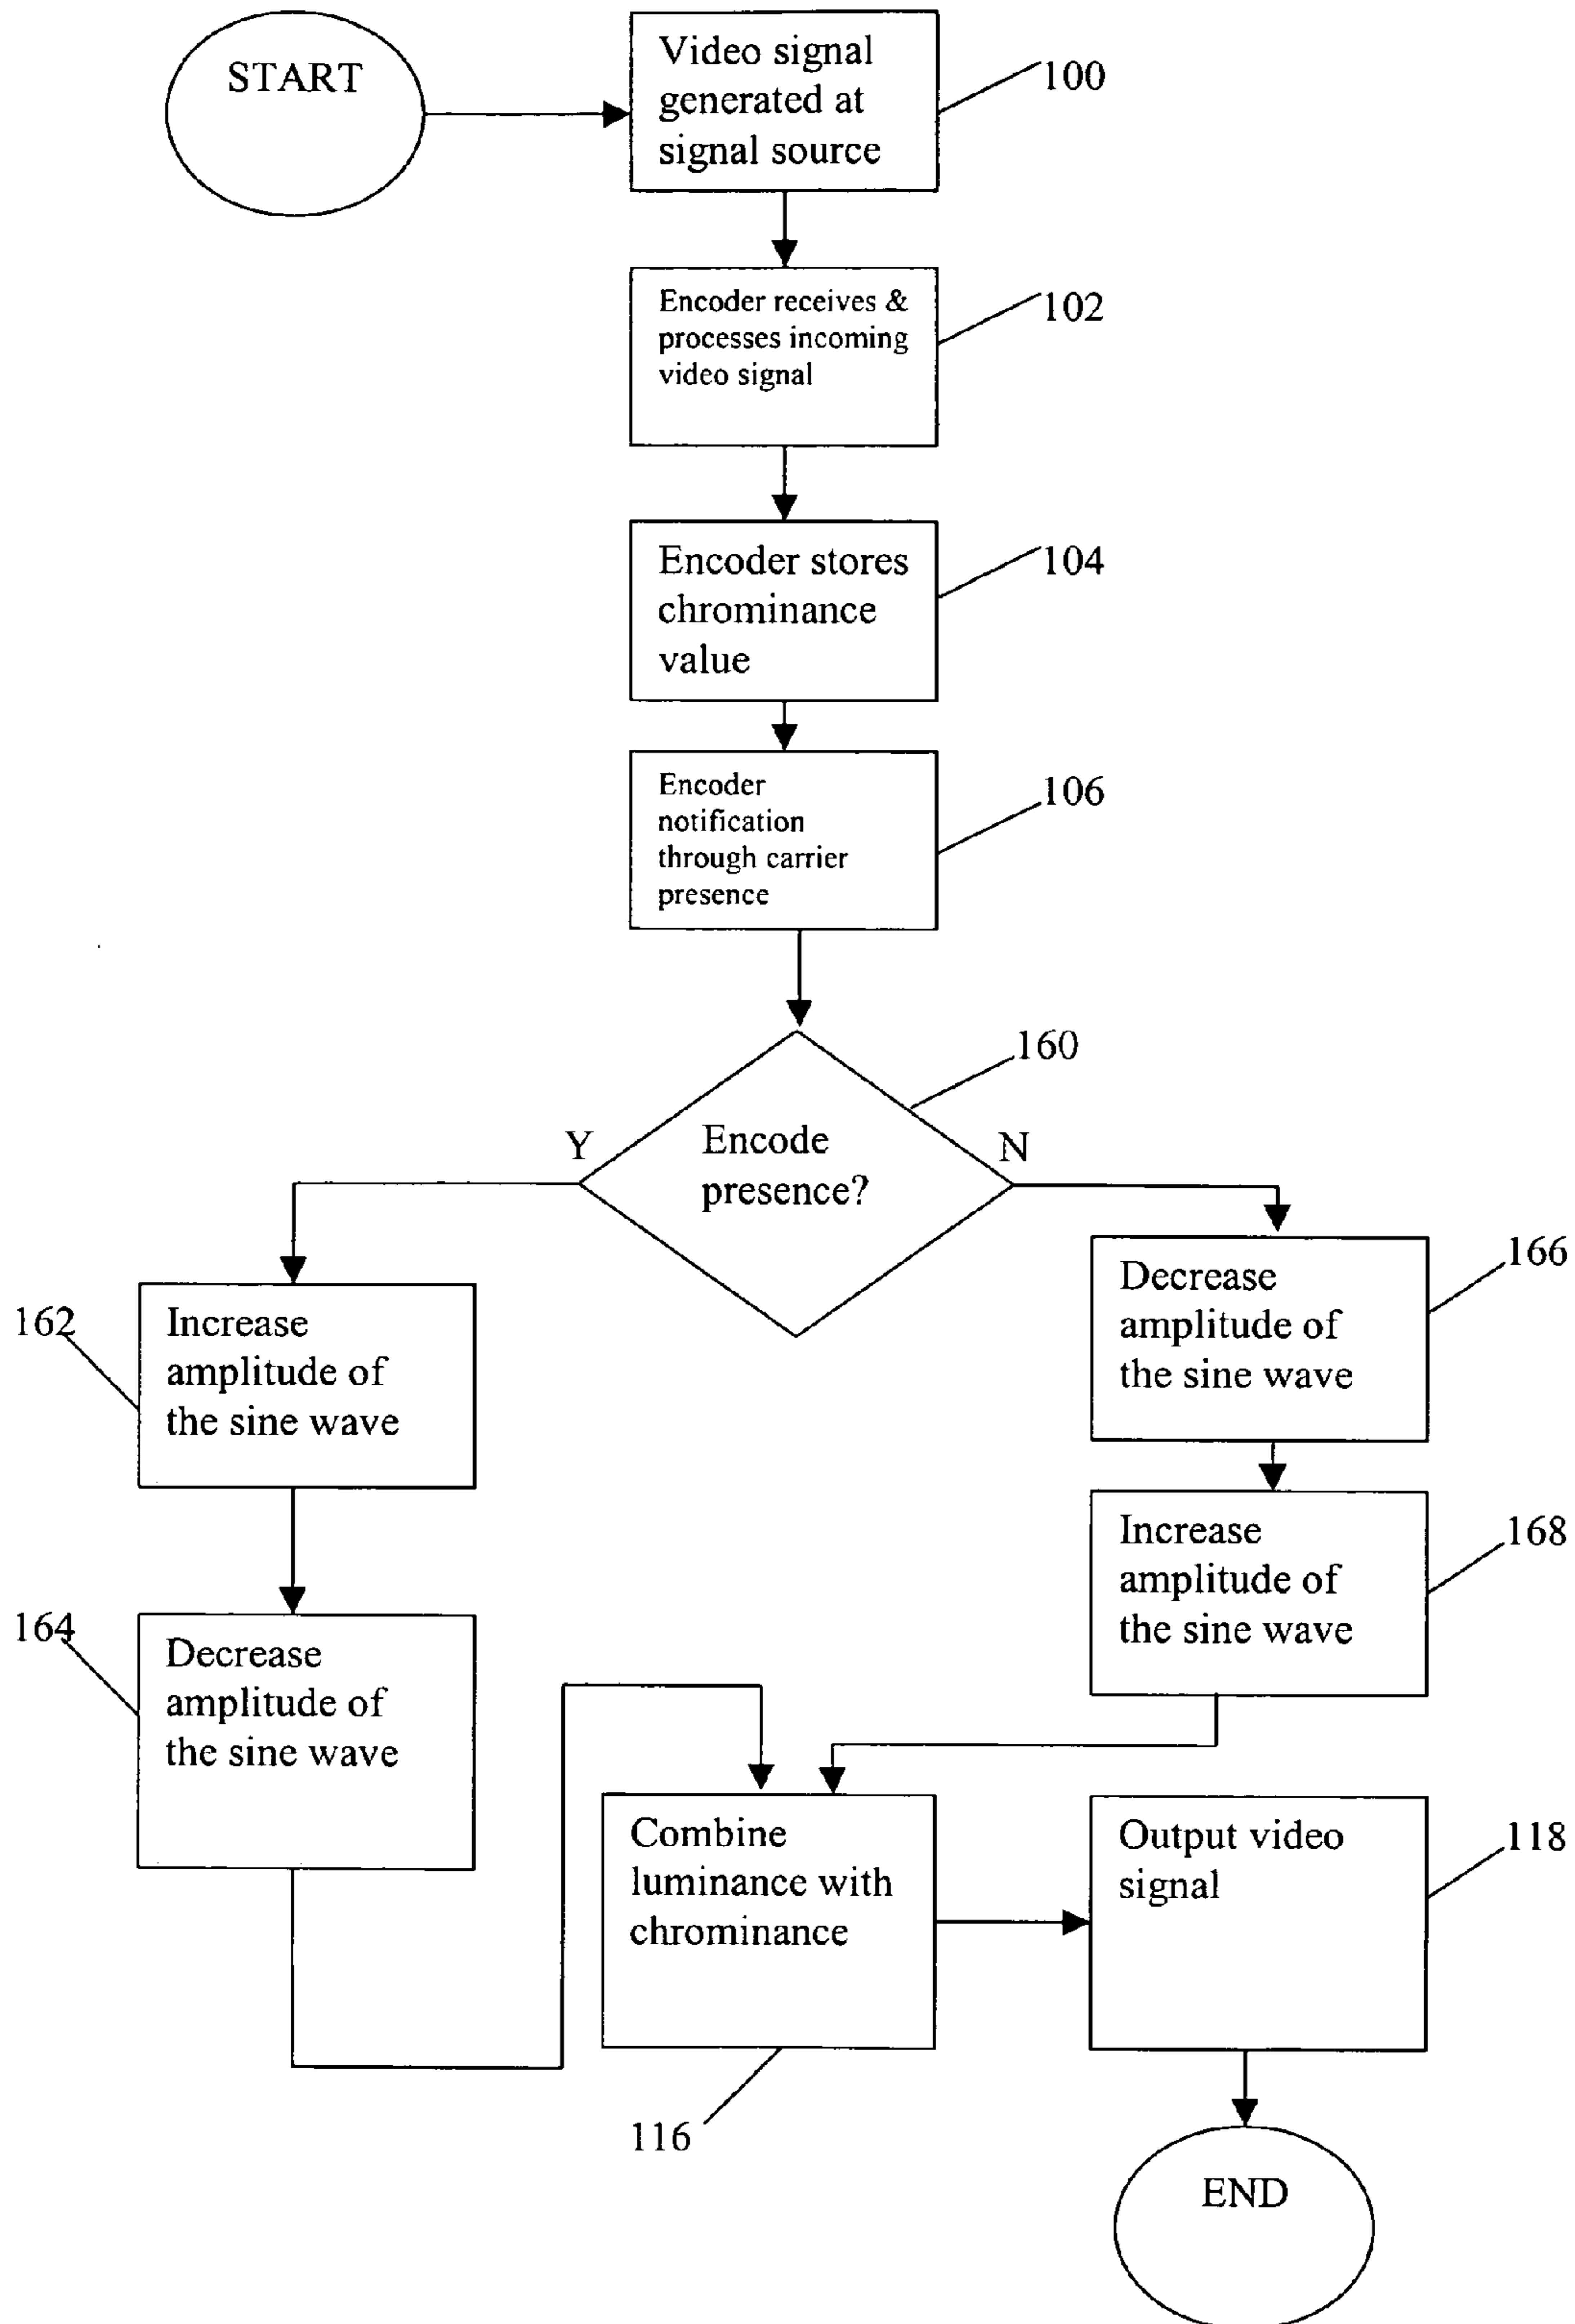 START
Video signal
generated at
signal source
100
Encoder receives &
processes incoming
video signal
102
Encoder stores
chrominance
value
104
Encoder
notification
through carrier
presence
106
160
Y
Encode
presence?
N
162
Increase
amplitude of
the sine wave
Decrease
amplitude of
the sine wave
166
164
Decrease
amplitude of
the sine wave
Increase
amplitude of
the sine wave
168
Combine
luminance with
chrominance
116
Output video
signal
118
END